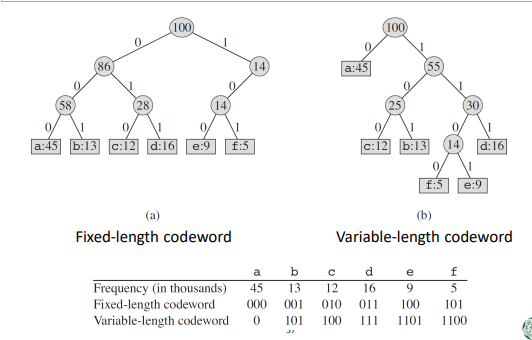 100
0 1
86 14
0 1 0
58 28 14
0 1 0 1 0 1
a:45 b:13 c:12 d:16 e:9 f:5
(a)
Fixed-length codeword
100
0 1
a:45 55
0 1
25 30
0 1 0 1
c:12 b:13 14 d:16
0 1
f:5 e:9
(b)
Variable-length codeword
a b c d e f
Frequency (in thousands) 45 13 12 16 9 5
Fixed-length codeword 000 001 010 011 100 101
Variable-length codeword 0 101 100 111 1101 1100